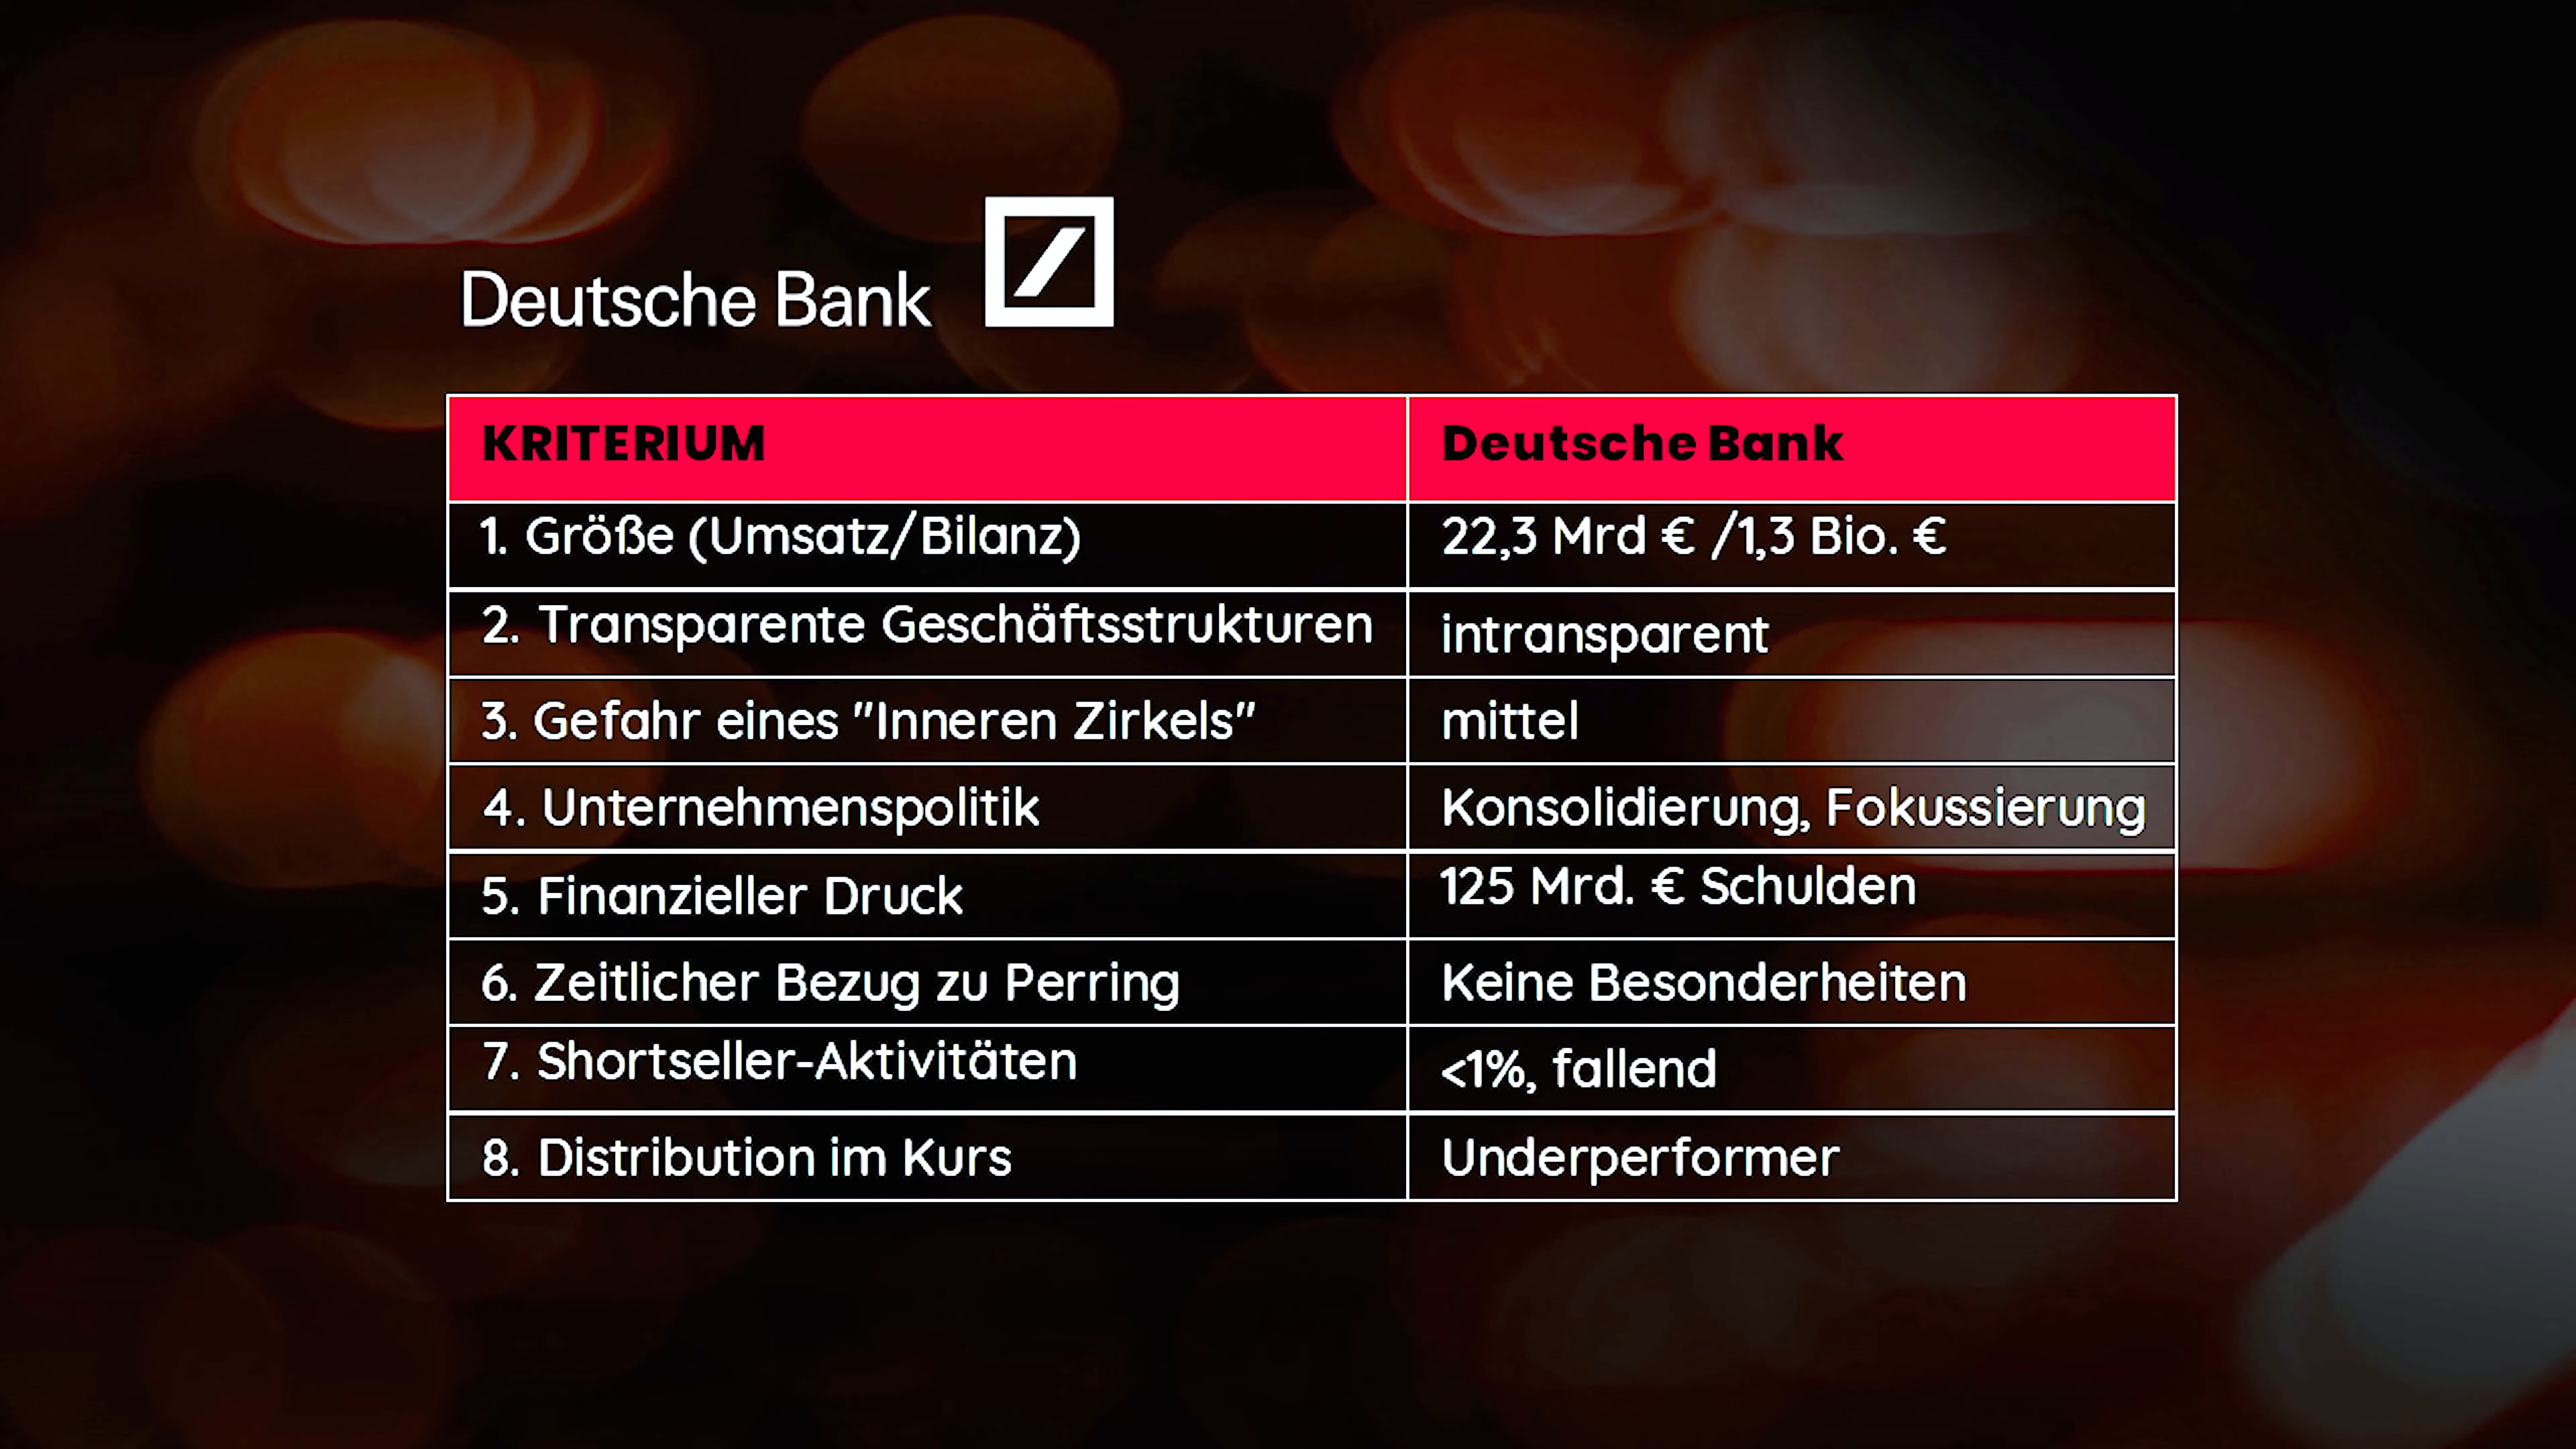 Deutsche Bank
KRITERIUM Deutsche Bank
1. Größe (Umsatz/Bilanz) 22,3 Mrd € /1,3 Bio. €
2. Transparente Geschäftsstrukturen intransparent
3. Gefahr eines "Inneren Zirkels" mittel
4. Unternehmenspolitik Konsolidierung, Fokussierung
5. Finanzieller Druck 125 Mrd. € Schulden
6. Zeitlicher Bezug zu Perring Keine Besonderheiten
7. Shortseller-Aktivitäten <1%, fallend
8. Distribution im Kurs Underperformer